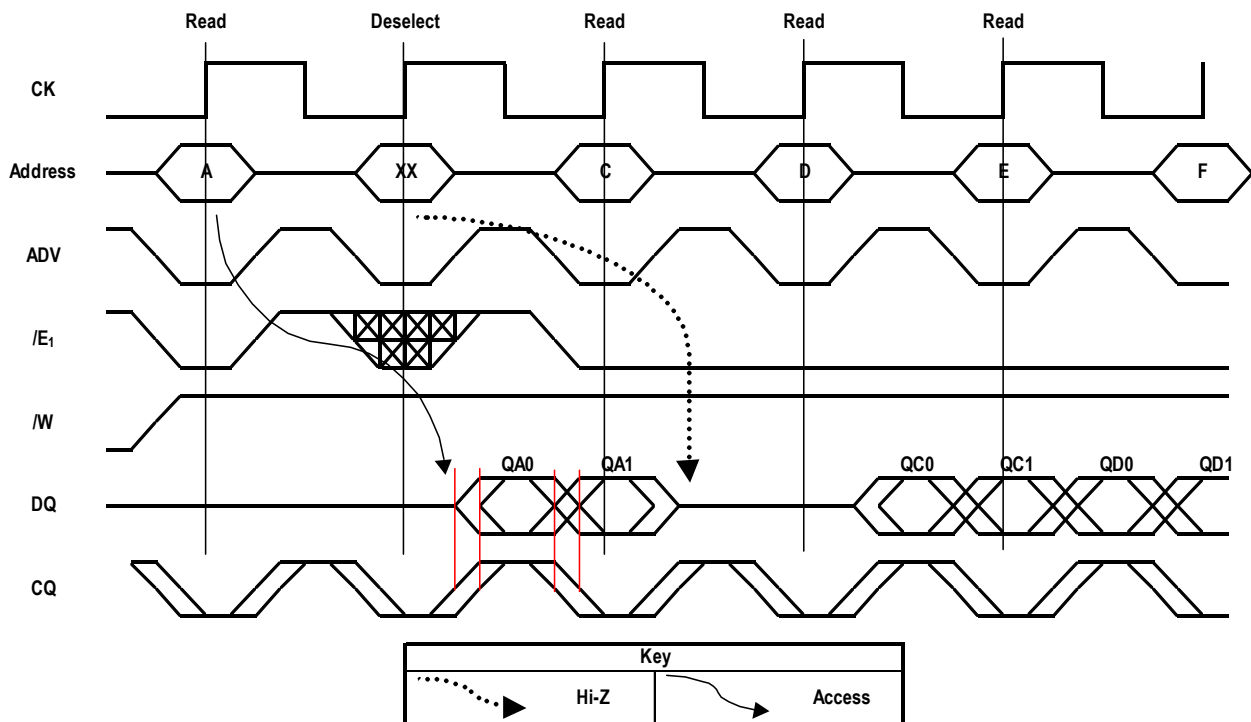 Read Deselect Read Read Read
CK
Address A XX C D E F
ADV
/E1
/W
QA0 QA1 QC0 QC1 QD0 QD1
DQ
CQ
Key
Hi-Z Access